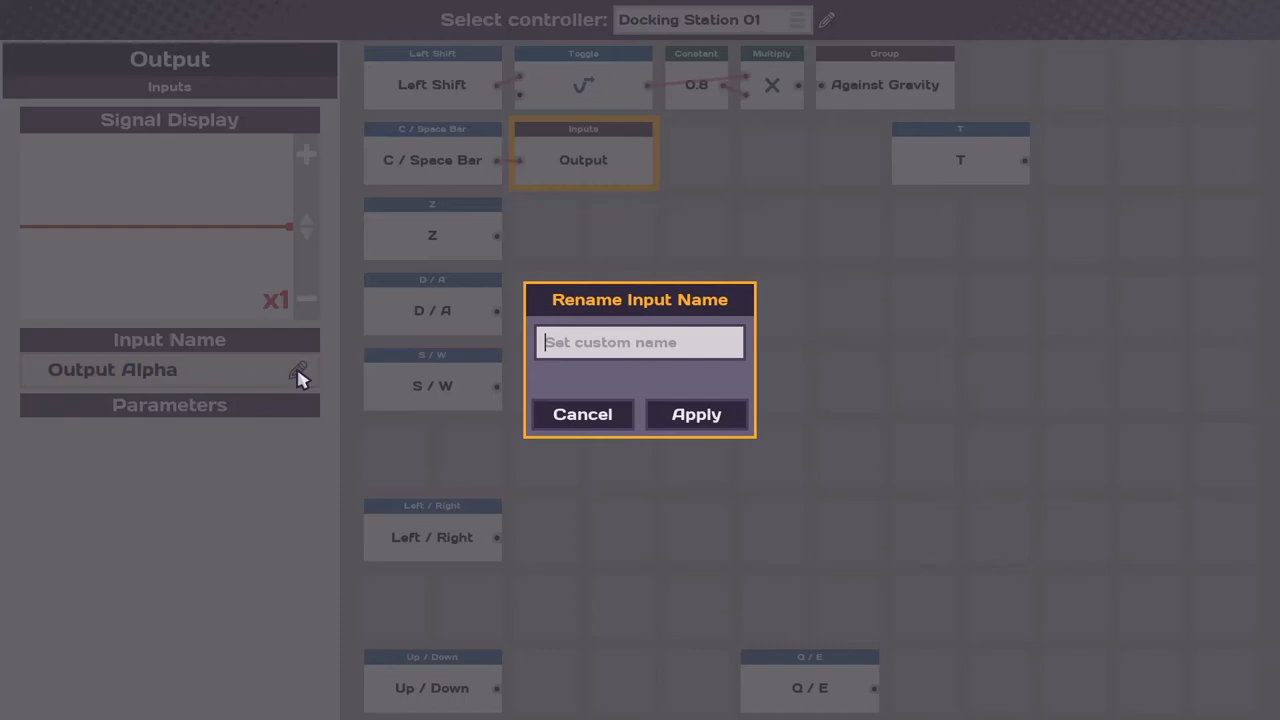 Select controller: Docking Station 01
Output
Inputs
Signal Display
x1
Input Name
Output Alpha
Parameters
Left Shift
Left Shift
Toggle
Constant
0.8
Multiply
Group
Against Gravity
C / Space Bar
C / Space Bar
Inputs
Output
T
T
Z
Z
D / A
D / A
S / W
S / W
Rename Input Name
Set custom name
Cancel
Apply
Left / Right
Left / Right
Up / Down
Up / Down
Q / E
Q / E